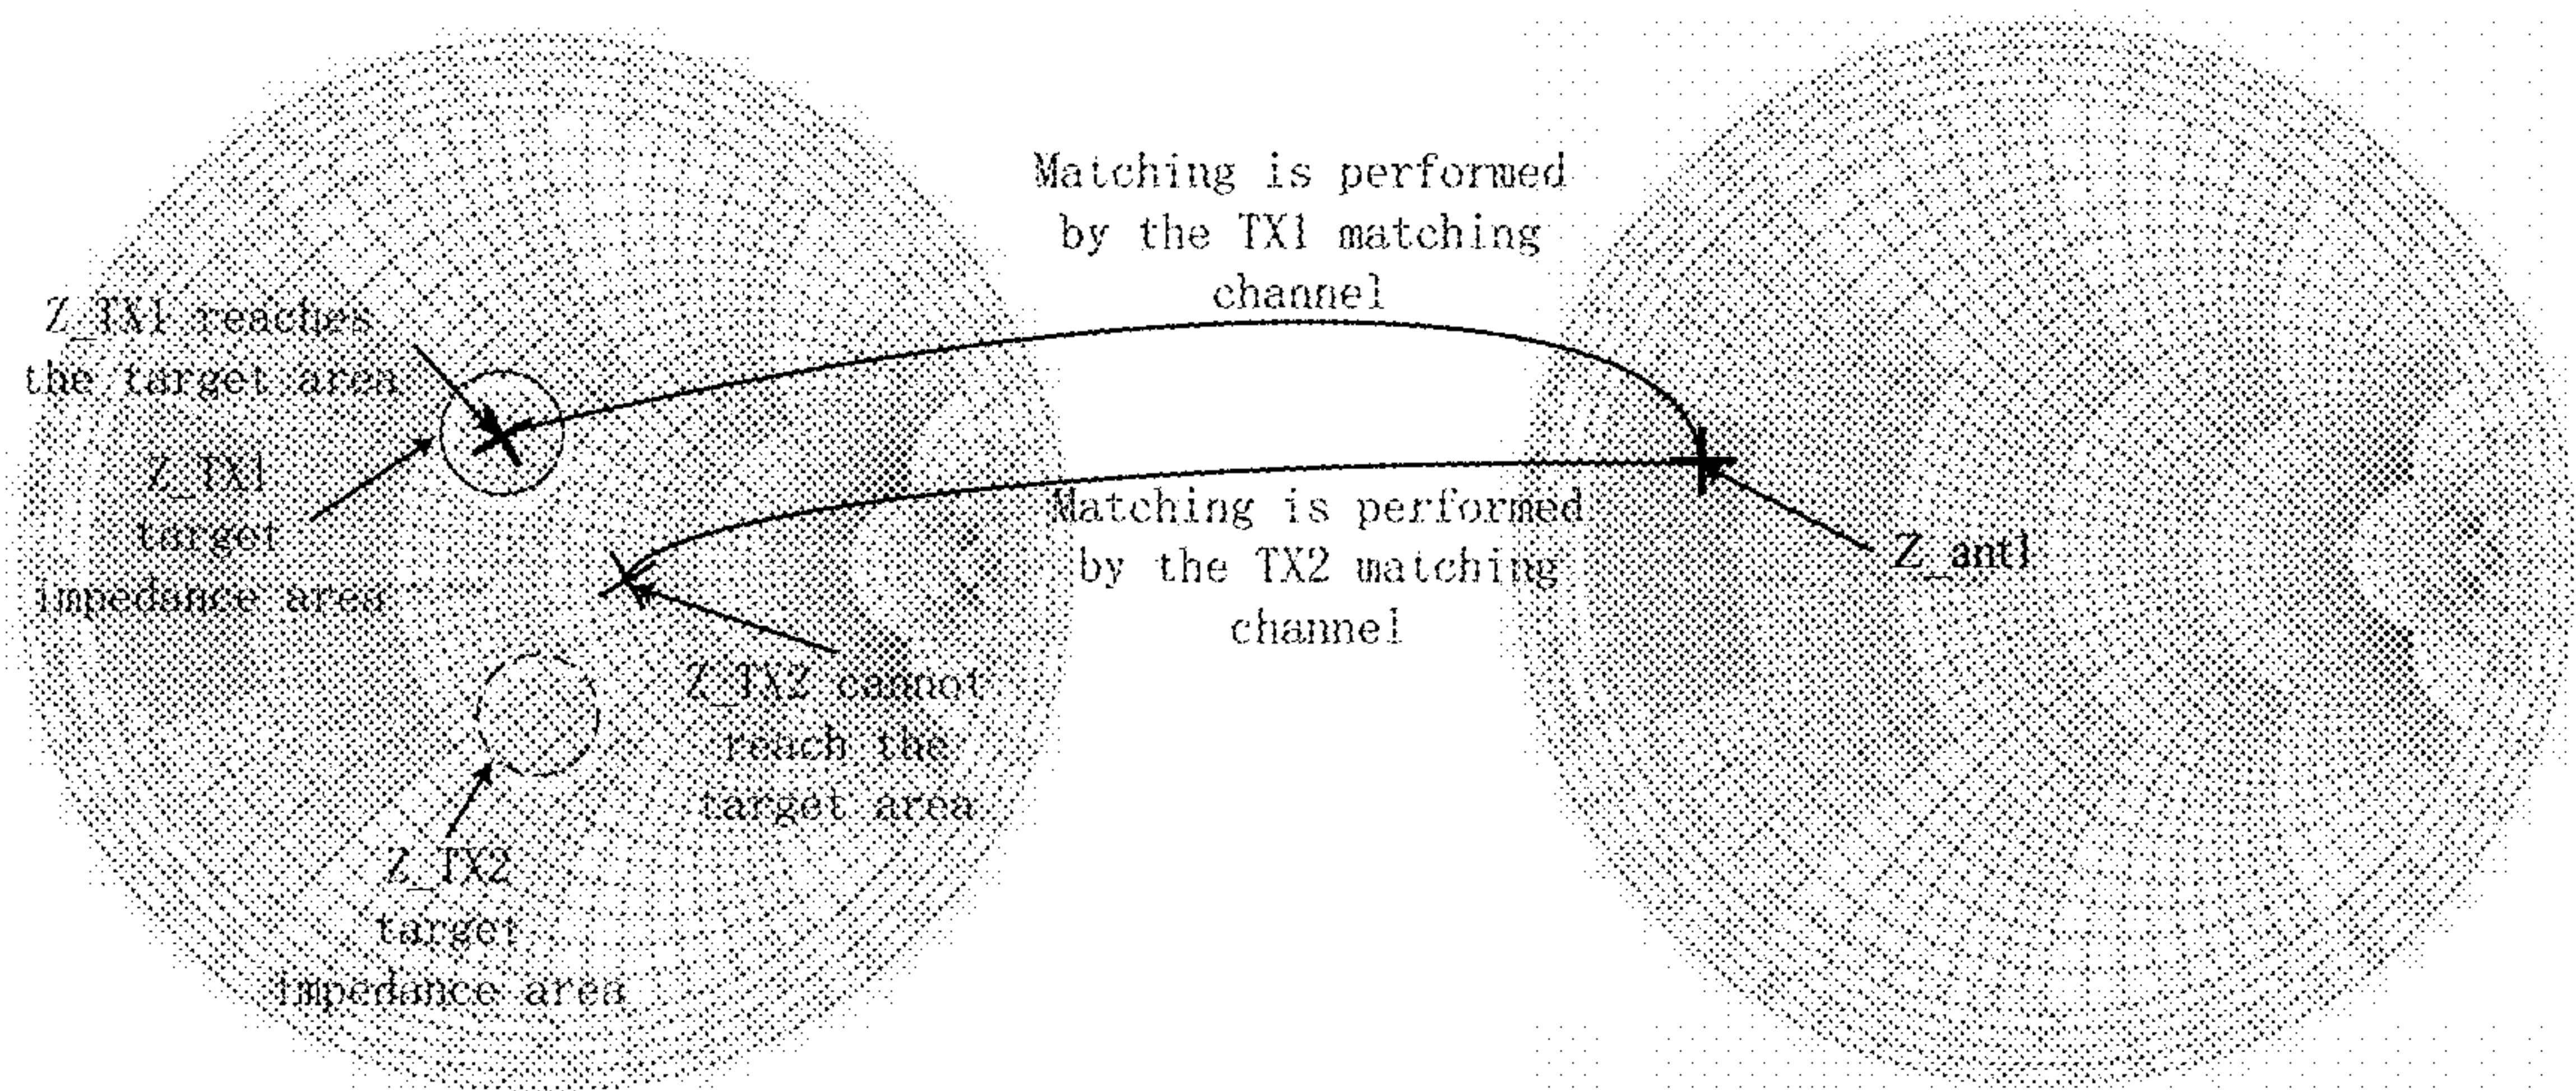 Matching is performed
by the TX1 matching
channel
Z_TX1 reaches
the target area
Z_TX1
target
impedance area
Matching is performed
by the TX2 matching
channel
Z_ant1
Z_TX2 cannot
reach the
target area
Z_TX2
target
impedance area